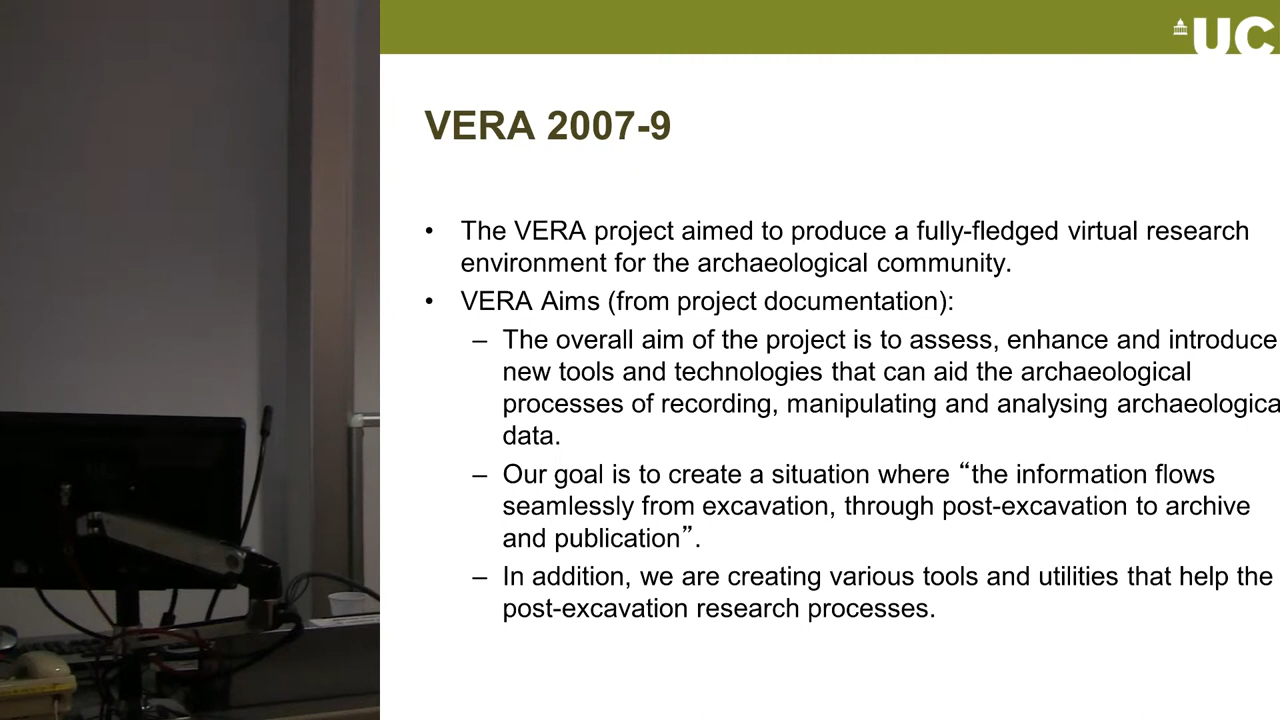 UC
VERA 2007-9
• The VERA project aimed to produce a fully-fledged virtual research
environment for the archaeological community.
• VERA Aims (from project documentation):
– The overall aim of the project is to assess, enhance and introduce
new tools and technologies that can aid the archaeological
processes of recording, manipulating and analysing archaeologica
data.
– Our goal is to create a situation where “the information flows
seamlessly from excavation, through post-excavation to archive
and publication”.
– In addition, we are creating various tools and utilities that help the
post-excavation research processes.